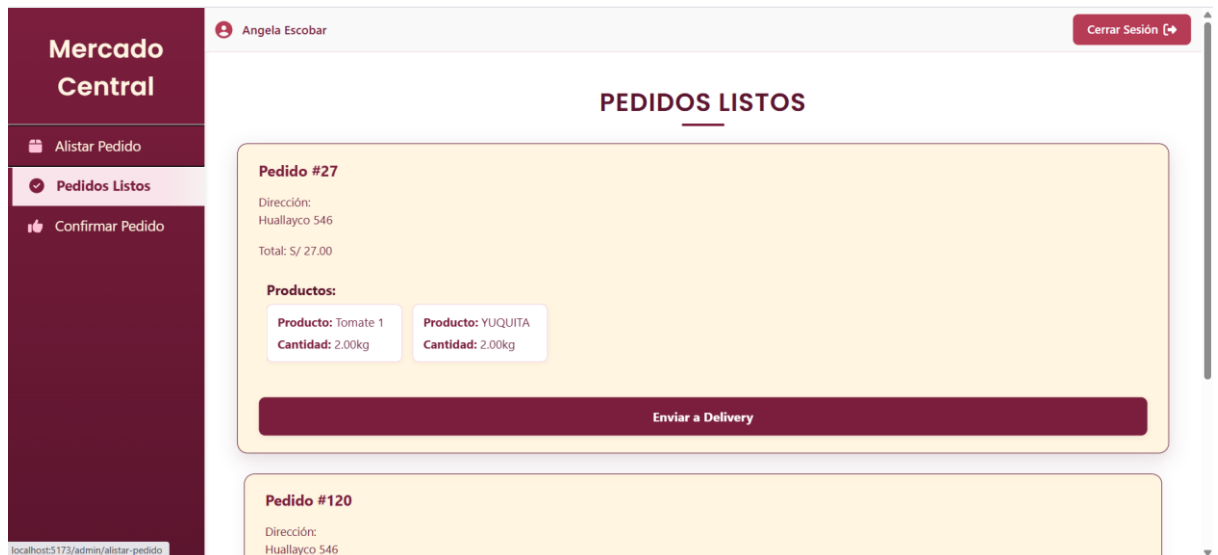 Mercado
Central
Alistar Pedido
Pedidos Listos
Confirmar Pedido
Angela Escobar
Cerrar Sesión
PEDIDOS LISTOS
Pedido #27
Dirección:
Huallayco 546
Total: S/ 27.00
Productos:
Producto: Tomate 1
Cantidad: 2.00kg
Producto: YUQUITA
Cantidad: 2.00kg
Enviar a Delivery
Pedido #120
Dirección:
Huallayco 546
localhost:5173/admin/alistar-pedido